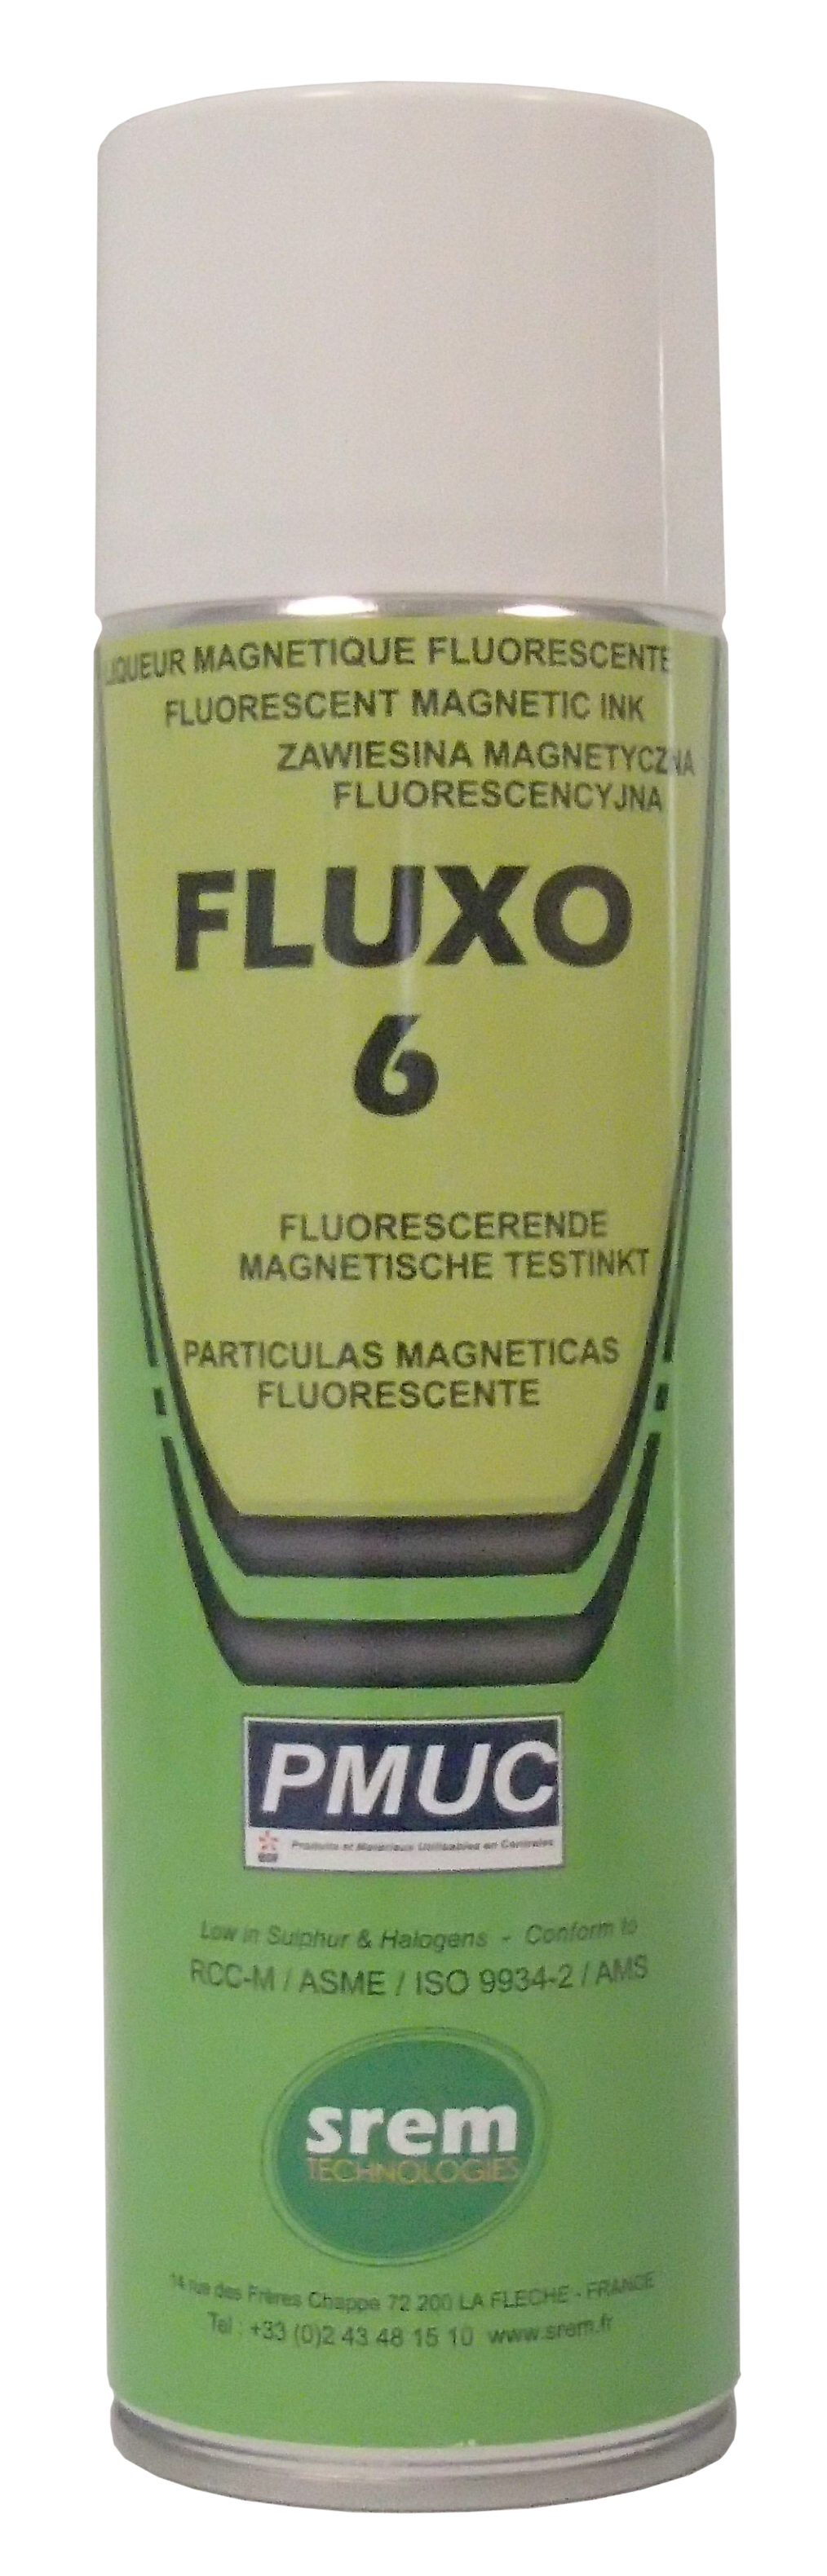 LIQUEUR MAGNETIQUE FLUORESCENTE
FLUORESCENT MAGNETIC INK
ZAWIESINA MAGNETYCZNA
FLUORESCENCYJNA
FLUXO
6
FLUORESCERENDE
MAGNETISCHE TESTINKT
PARTICULAS MAGNETICAS
FLUORESCENTE
PMUC
Produits et Materiaux Utilisables en Centrales
Low in Sulphur & Halogens - Conform to
RCC-M / ASME / ISO 9934-2 / AMS
srem
TECHNOLOGIES
14 rue des Frères Chappe 72 200 LA FLECHE - FRANCE
Tel : +33 (0)2 43 48 15 10 www.srem.fr